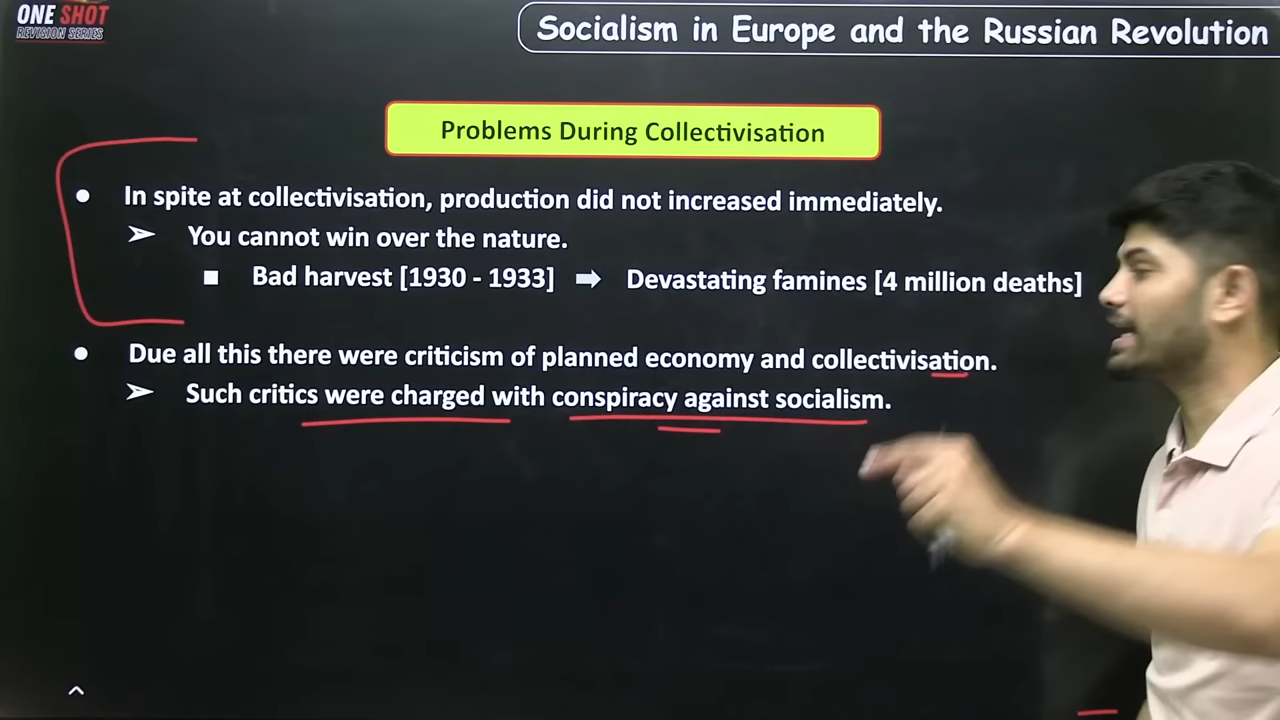 ONE SHOT
REVISION SERIES
Socialism in Europe and the Russian Revolution
Problems During Collectivisation
In spite at collectivisation, production did not increased immediately.
You cannot win over the nature.
Bad harvest [1930 - 1933] ➡ Devastating famines [4 million deaths]
Due all this there were criticism of planned economy and collectivisation.
Such critics were charged with conspiracy against socialism.